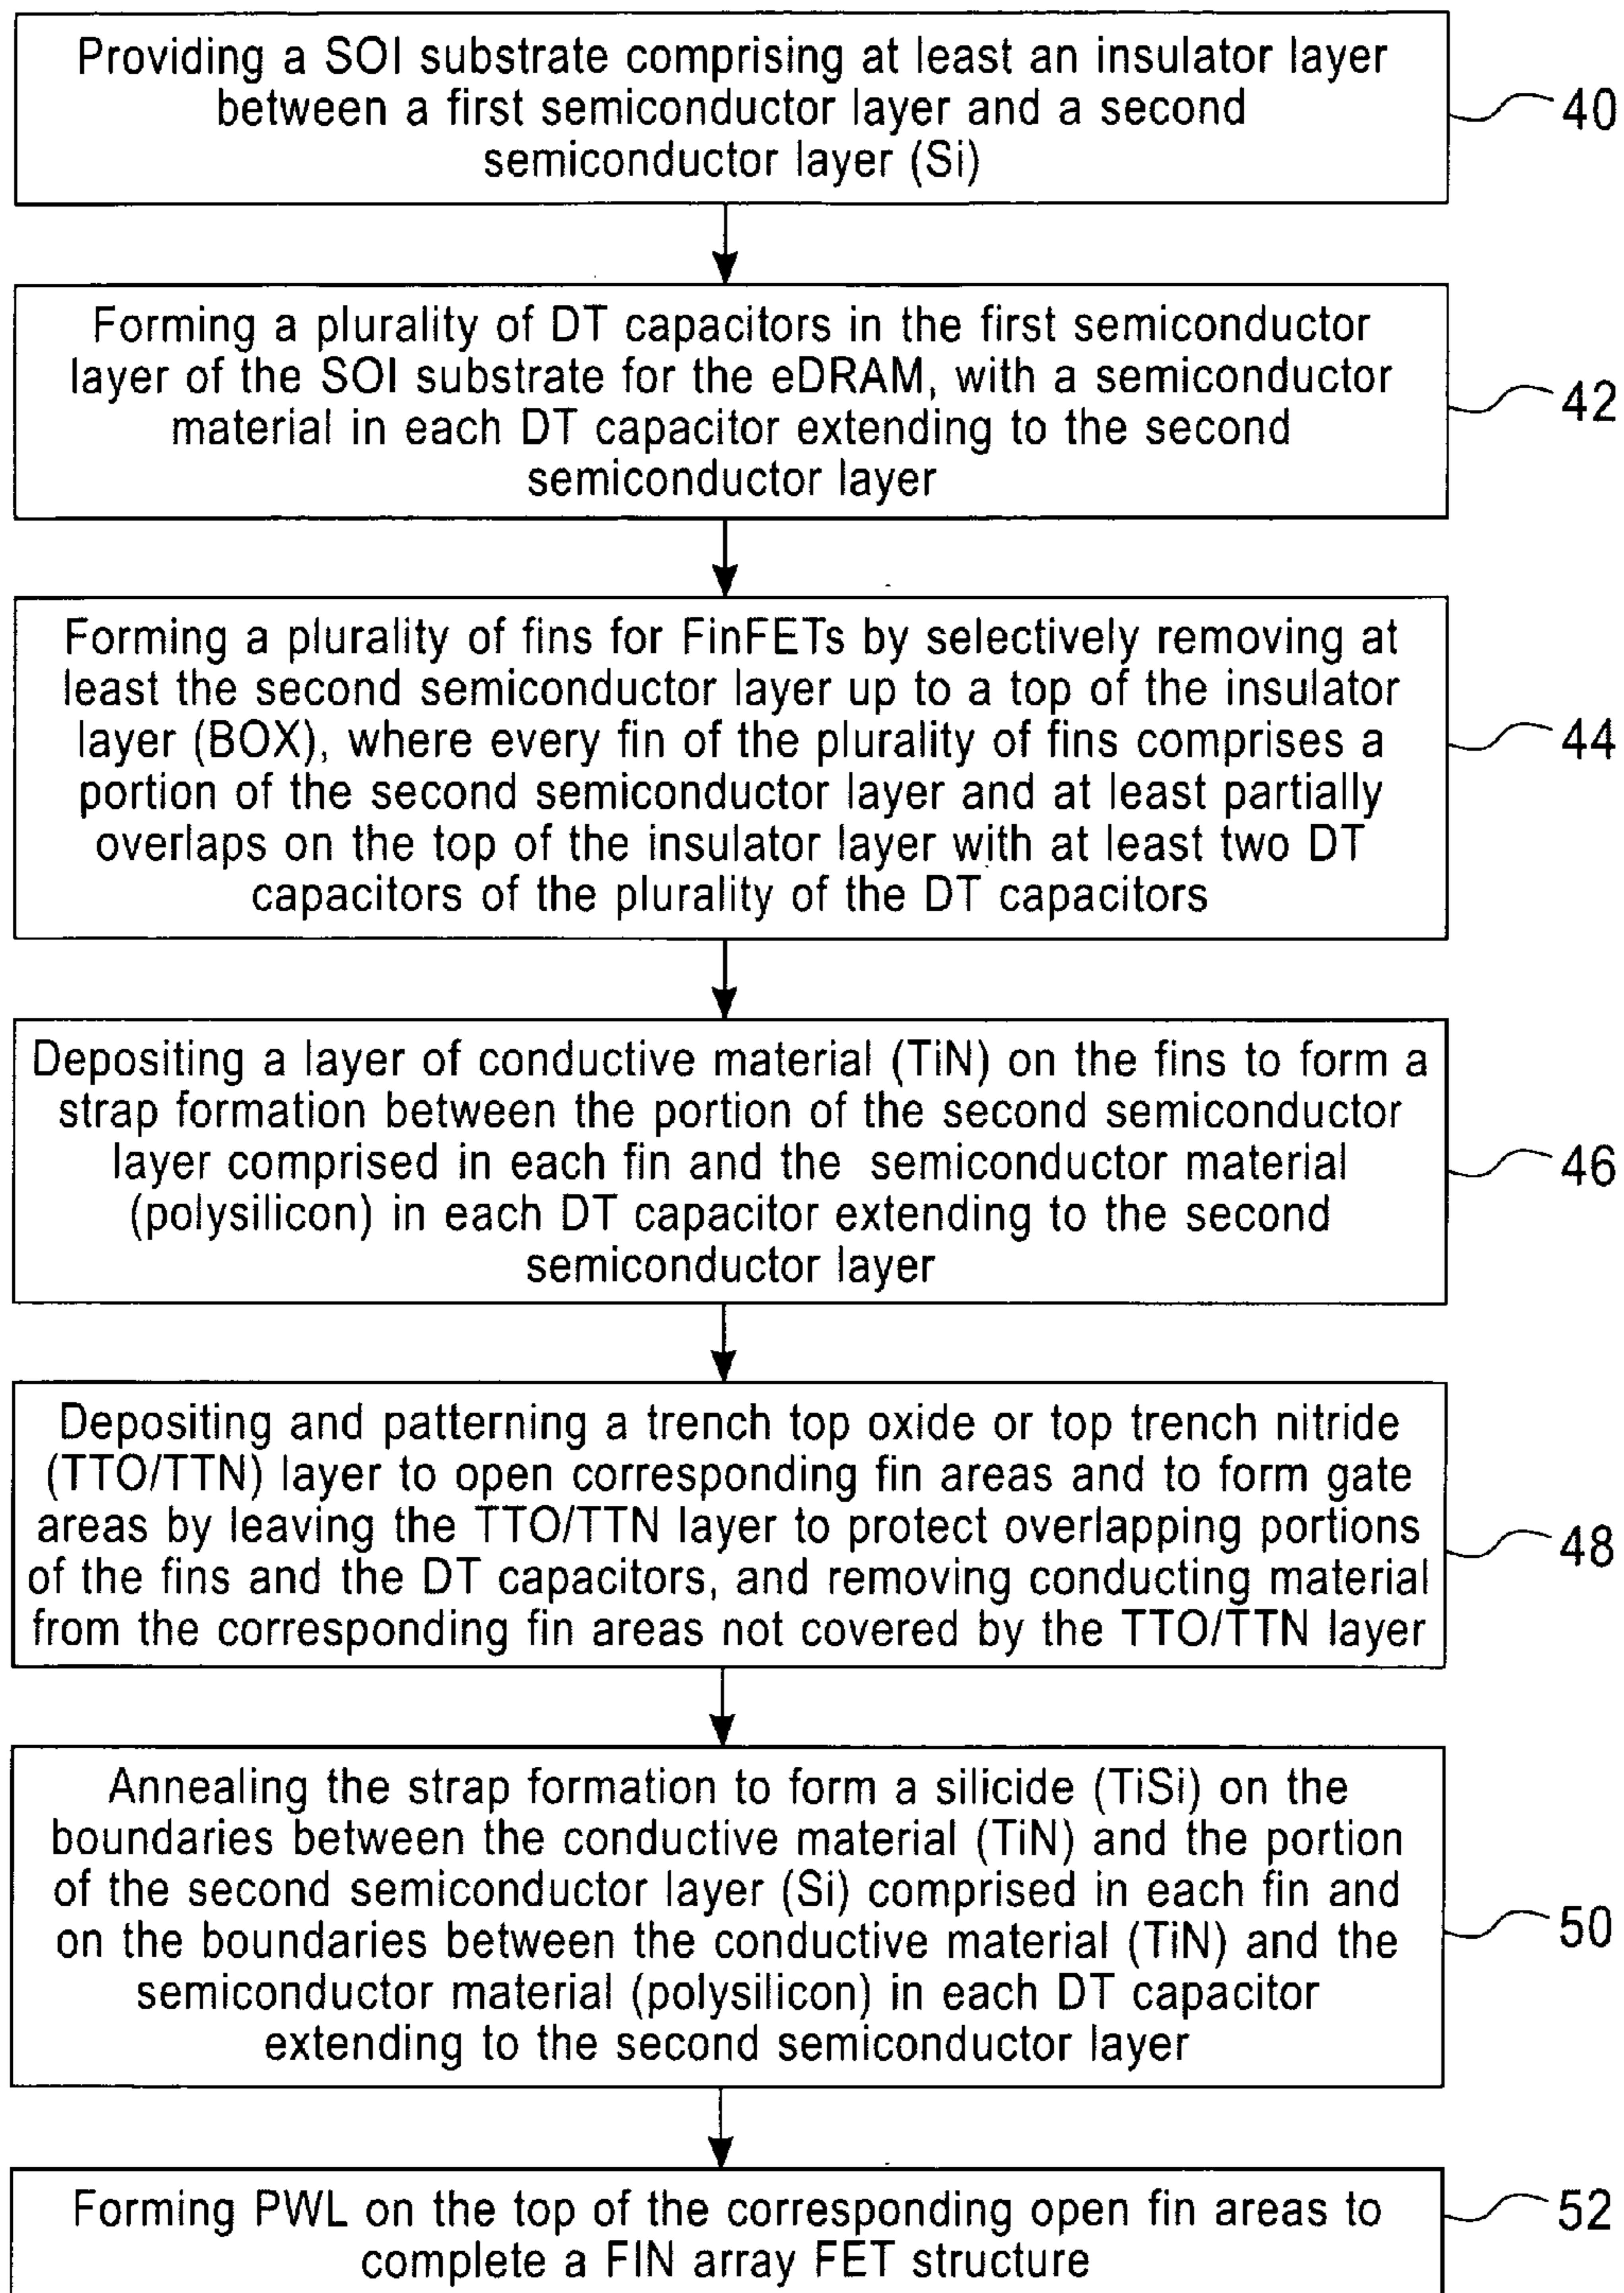 Providing a SOI substrate comprising at least an insulator layer
between a first semiconductor layer and a second
semiconductor layer (Si)
40
Forming a plurality of DT capacitors in the first semiconductor
layer of the SOI substrate for the eDRAM, with a semiconductor
material in each DT capacitor extending to the second
semiconductor layer
42
Forming a plurality of fins for FinFETs by selectively removing at
least the second semiconductor layer up to a top of the insulator
layer (BOX), where every fin of the plurality of fins comprises a
portion of the second semiconductor layer and at least partially
overlaps on the top of the insulator layer with at least two DT
capacitors of the plurality of the DT capacitors
44
Depositing a layer of conductive material (TiN) on the fins to form a
strap formation between the portion of the second semiconductor
layer comprised in each fin and the semiconductor material
(polysilicon) in each DT capacitor extending to the second
semiconductor layer
46
Depositing and patterning a trench top oxide or top trench nitride
(TTO/TTN) layer to open corresponding fin areas and to form gate
areas by leaving the TTO/TTN layer to protect overlapping portions
of the fins and the DT capacitors, and removing conducting material
from the corresponding fin areas not covered by the TTO/TTN layer
48
Annealing the strap formation to form a silicide (TiSi) on the
boundaries between the conductive material (TiN) and the portion
of the second semiconductor layer (Si) comprised in each fin and
on the boundaries between the conductive material (TiN) and the
semiconductor material (polysilicon) in each DT capacitor
extending to the second semiconductor layer
50
Forming PWL on the top of the corresponding open fin areas to
complete a FIN array FET structure
52